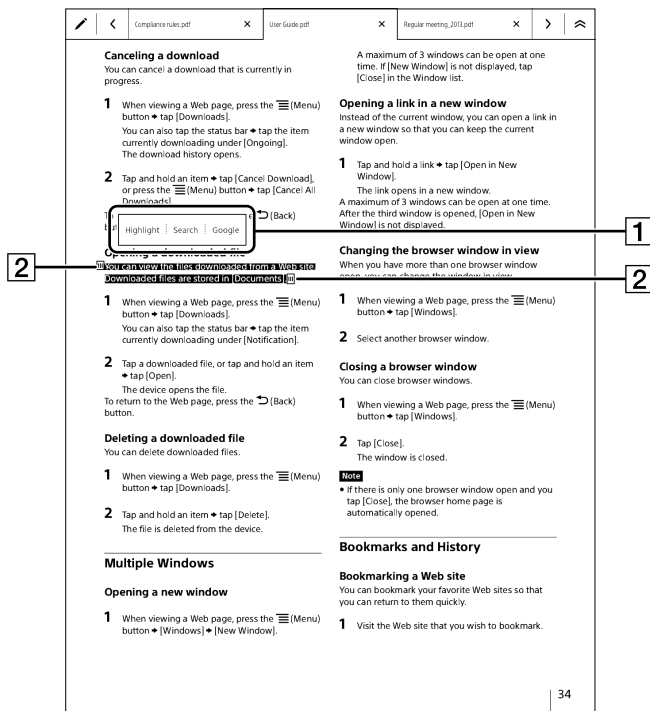 Compliance rules.pdf
User Guide.pdf
Regular meeting_2013.pdf
Canceling a download
You can cancel a download that is currently in
progress.
1 When viewing a Web page, press the (Menu)
button ➧ tap [Downloads].
You can also tap the status bar ➧ tap the item
currently downloading under [Ongoing].
The download history opens.
2 Tap and hold an item ➧ tap [Cancel Download],
or press the (Menu) button ➧ tap [Cancel All
Downloads].
(Back)
Highlight Search Google
Opening a downloaded file
You can view the files downloaded from a Web site.
Downloaded files are stored in [Documents].
1 When viewing a Web page, press the (Menu)
button ➧ tap [Downloads].
You can also tap the status bar ➧ tap the item
currently downloading under [Notification].
2 Tap a downloaded file, or tap and hold an item
➧ tap [Open].
The device opens the file.
To return to the Web page, press the (Back)
button.
Deleting a downloaded file
You can delete downloaded files.
1 When viewing a Web page, press the (Menu)
button ➧ tap [Downloads].
2 Tap and hold an item ➧ tap [Delete].
The file is deleted from the device.
Multiple Windows
Opening a new window
1 When viewing a Web page, press the (Menu)
button ➧ [Windows] ➧ [New Window].
A maximum of 3 windows can be open at one
time. If [New Window] is not displayed, tap
[Close] in the Window list.
Opening a link in a new window
Instead of the current window, you can open a link in
a new window so that you can keep the current
window open.
1 Tap and hold a link ➧ tap [Open in New
Window].
The link opens in a new window.
A maximum of 3 windows can be open at one time.
After the third window is opened, [Open in New
Window] is not displayed.
Changing the browser window in view
When you have more than one browser window
open, you can change the window in view.
1 When viewing a Web page, press the (Menu)
button ➧ tap [Windows].
2 Select another browser window.
Closing a browser window
You can close browser windows.
1 When viewing a Web page, press the (Menu)
button ➧ tap [Windows].
2 Tap [Close].
The window is closed.
Note
• If there is only one browser window open and you
tap [Close], the browser home page is
automatically opened.
Bookmarks and History
Bookmarking a Web site
You can bookmark your favorite Web sites so that
you can return to them quickly.
1 Visit the Web site that you wish to bookmark.
34
1
2
2